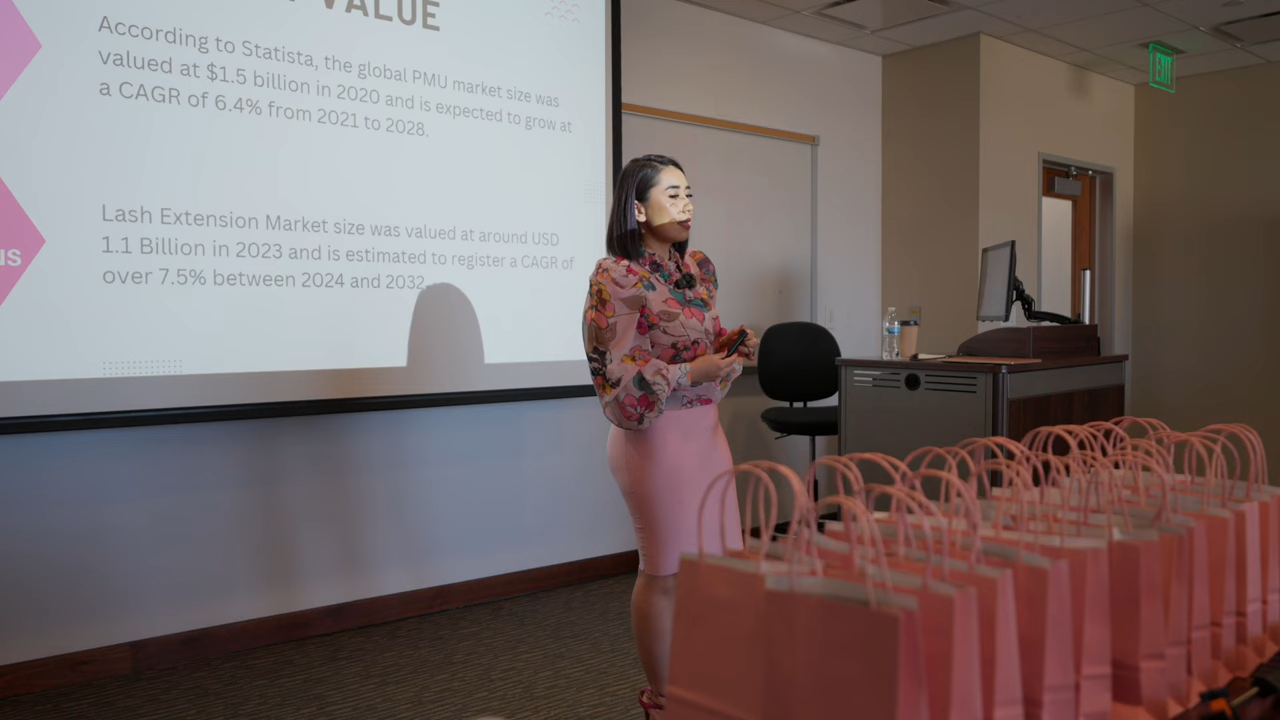 VALUE
According to Statista, the global PMU market size was
valued at $1.5 billion in 2020 and is expected to grow at
a CAGR of 6.4% from 2021 to 2028.
Lash Extension Market size was valued at around USD
1.1 Billion in 2023 and is estimated to register a CAGR of
over 7.5% between 2024 and 2032.
EXIT